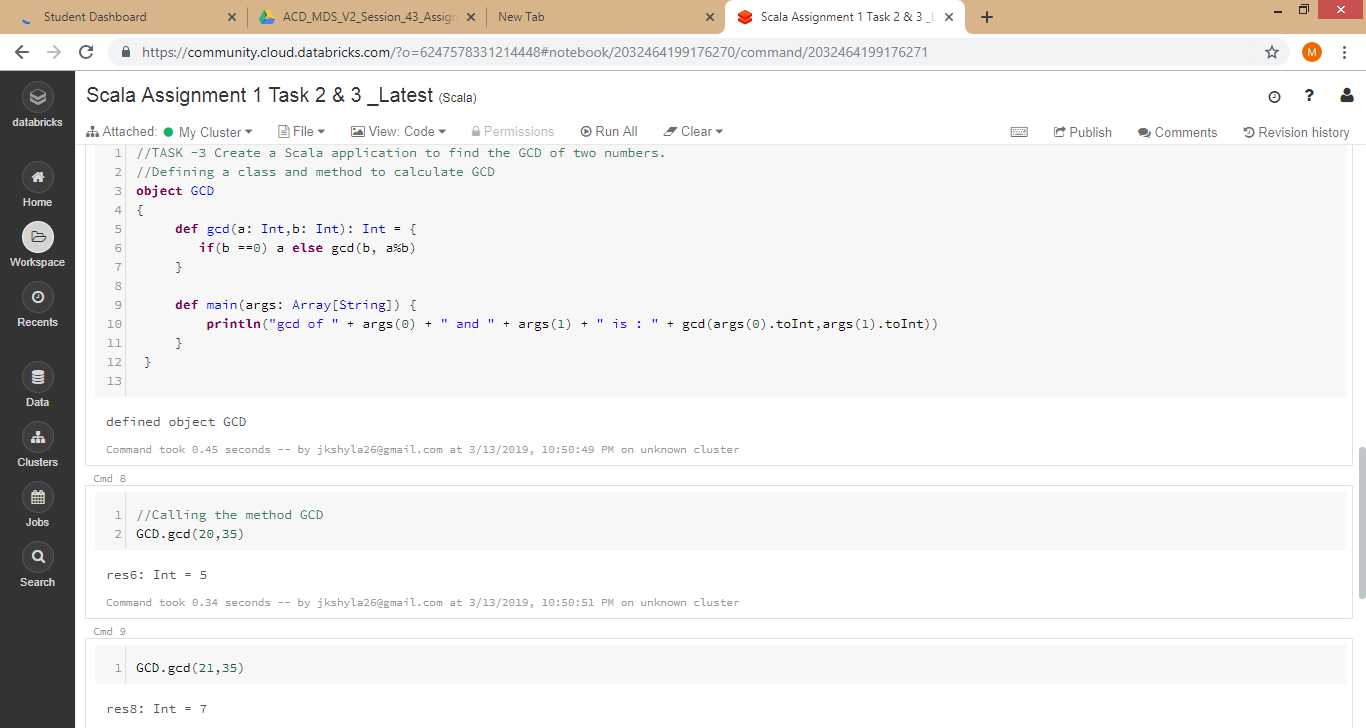 Student Dashboard
ACD_MDS_V2_Session_43_Assign
New Tab
Scala Assignment 1 Task 2 & 3 _L
https://community.cloud.databricks.com/?o=6247578331214448#notebook/2032464199176270/command/2032464199176271
M
databricks
Home
Workspace
Recents
Data
Clusters
Jobs
Search
Scala Assignment 1 Task 2 & 3 _Latest (Scala)
?
Attached: My Cluster File View: Code Permissions Run All Clear Publish Comments Revision history
1 //TASK -3 Create a Scala application to find the GCD of two numbers.
2 //Defining a class and method to calculate GCD
3 object GCD
4 {
5 def gcd(a: Int,b: Int): Int = {
6 if(b ==0) a else gcd(b, a%b)
7 }
8
9 def main(args: Array[String]) {
10 println("gcd of " + args(0) + " and " + args(1) + " is : " + gcd(args(0).toInt,args(1).toInt))
11 }
12 }
13
defined object GCD
Command took 0.45 seconds -- by jkshyla26@gmail.com at 3/13/2019, 10:50:49 PM on unknown cluster
Cmd 8
1 //Calling the method GCD
2 GCD.gcd(20,35)
res6: Int = 5
Command took 0.34 seconds -- by jkshyla26@gmail.com at 3/13/2019, 10:50:51 PM on unknown cluster
Cmd 9
1 GCD.gcd(21,35)
res8: Int = 7